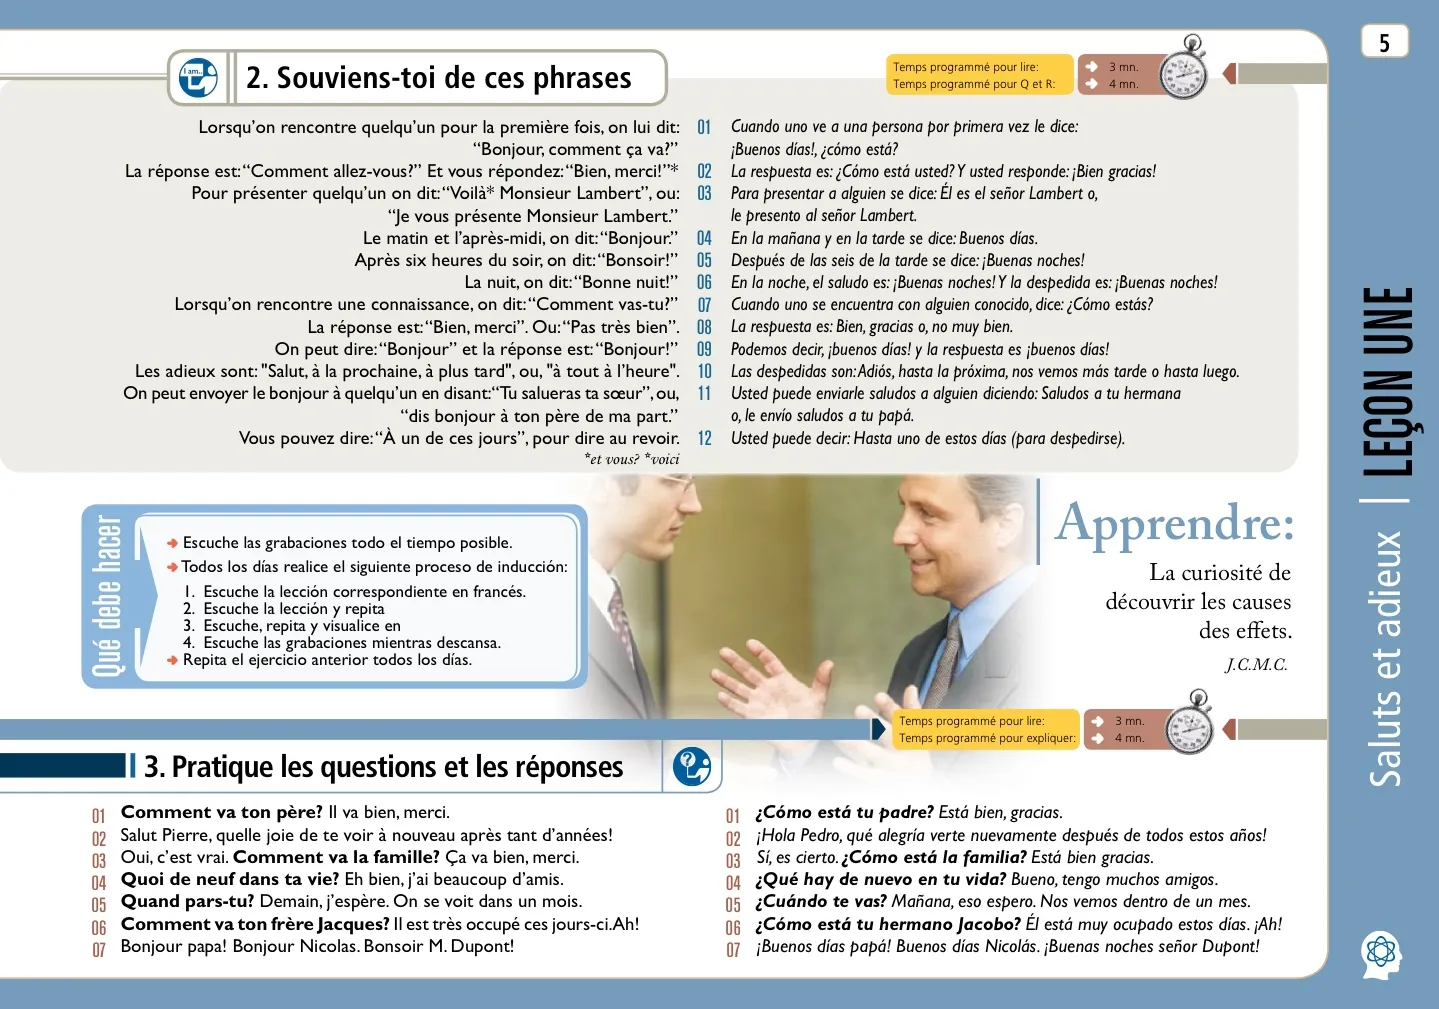 5
I am...
2. Souviens-toi de ces phrases
Temps programmé pour lire:
3 mn.
Temps programmé pour Q et R:
4 mn.
Lorsqu'on rencontre quelqu'un pour la première fois, on lui dit:
“Bonjour, comment ça va?”
La réponse est: “Comment allez-vous?” Et vous répondez: “Bien, merci!”*
Pour présenter quelqu'un on dit: “Voilà* Monsieur Lambert”, ou:
“Je vous présente Monsieur Lambert.”
Le matin et l'après-midi, on dit: “Bonjour.”
Après six heures du soir, on dit: “Bonsoir!”
La nuit, on dit: “Bonne nuit!”
Lorsqu'on rencontre une connaissance, on dit: “Comment vas-tu?”
La réponse est: “Bien, merci”. Ou: “Pas très bien”.
On peut dire: “Bonjour” et la réponse est: “Bonjour!”
Les adieux sont: "Salut, à la prochaine, à plus tard", ou, "à tout à l'heure".
On peut envoyer le bonjour à quelqu'un en disant: “Tu salueras ta sœur”, ou,
“dis bonjour à ton père de ma part.”
Vous pouvez dire: “À un de ces jours”, pour dire au revoir.
*et vous? *voici
01 Cuando uno ve a una persona por primera vez le dice:
¡Buenos días!, ¿cómo está?
02 La respuesta es: ¿Cómo está usted? Y usted responde: ¡Bien gracias!
03 Para presentar a alguien se dice: Él es el señor Lambert o,
le presento al señor Lambert.
04 En la mañana y en la tarde se dice: Buenos días.
05 Después de las seis de la tarde se dice: ¡Buenas noches!
06 En la noche, el saludo es: ¡Buenas noches! Y la despedida es: ¡Buenas noches!
07 Cuando uno se encuentra con alguien conocido, dice: ¿Cómo estás?
08 La respuesta es: Bien, gracias o, no muy bien.
09 Podemos decir, ¡buenos días! y la respuesta es ¡buenos días!
10 Las despedidas son: Adiós, hasta la próxima, nos vemos más tarde o hasta luego.
11 Usted puede enviarle saludos a alguien diciendo: Saludos a tu hermana
o, le envío saludos a tu papá.
12 Usted puede decir: Hasta uno de estos días (para despedirse).
Qué debe hacer
Escuche las grabaciones todo el tiempo posible.
Todos los días realice el siguiente proceso de inducción:
1. Escuche la lección correspondiente en francés.
2. Escuche la lección y repita
3. Escuche, repita y visualice en
4. Escuche las grabaciones mientras descansa.
Repita el ejercicio anterior todos los días.
Apprendre:
La curiosité de
découvrir les causes
des effets.
J.C.M.C.
Temps programmé pour lire:
3 mn.
Temps programmé pour expliquer:
4 mn.
3. Pratique les questions et les réponses
01 Comment va ton père? Il va bien, merci.
02 Salut Pierre, quelle joie de te voir à nouveau après tant d'années!
03 Oui, c'est vrai. Comment va la famille? Ça va bien, merci.
04 Quoi de neuf dans ta vie? Eh bien, j'ai beaucoup d'amis.
05 Quand pars-tu? Demain, j'espère. On se voit dans un mois.
06 Comment va ton frère Jacques? Il est très occupé ces jours-ci. Ah!
07 Bonjour papa! Bonjour Nicolas. Bonsoir M. Dupont!
01 ¿Cómo está tu padre? Está bien, gracias.
02 ¡Hola Pedro, qué alegría verte nuevamente después de todos estos años!
03 Sí, es cierto. ¿Cómo está la familia? Está bien gracias.
04 ¿Qué hay de nuevo en tu vida? Bueno, tengo muchos amigos.
05 ¿Cuándo te vas? Mañana, eso espero. Nos vemos dentro de un mes.
06 ¿Cómo está tu hermano Jacobo? Él está muy ocupado estos días. ¡Ah!
07 ¡Buenos días papá! Buenos días Nicolás. ¡Buenas noches señor Dupont!
Saluts et adieux | LEÇON UNE